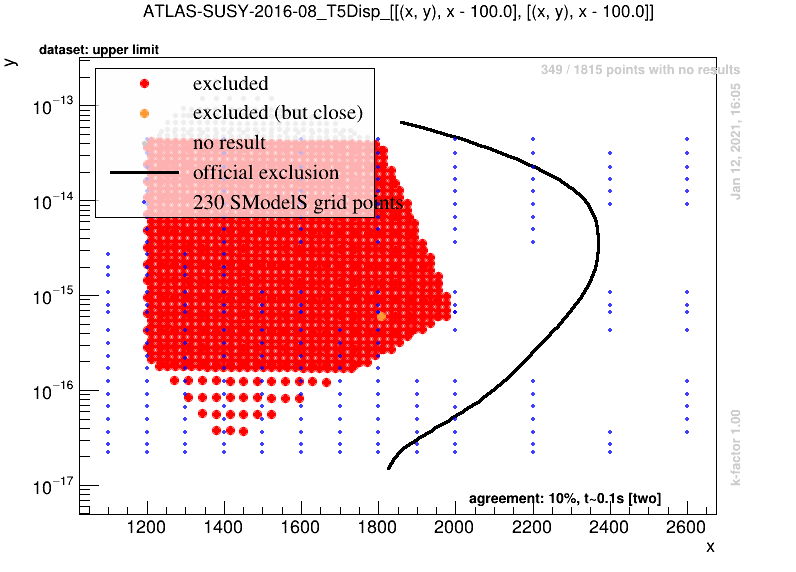 ATLAS-SUSY-2016-08_T5Disp_[[(x, y), x - 100.0], [(x, y), x - 100.0]]
dataset: upper limit
y
349 / 1815 points with no results
excluded
excluded (but close)
no result
official exclusion
230 SModelS grid points
10−13
10−14
10−15
10−16
10−17
Jan 12, 2021, 16:05
k-factor 1.00
agreement: 10%, t~0.1s [two]
1200 1400 1600 1800 2000 2200 2400 2600
x